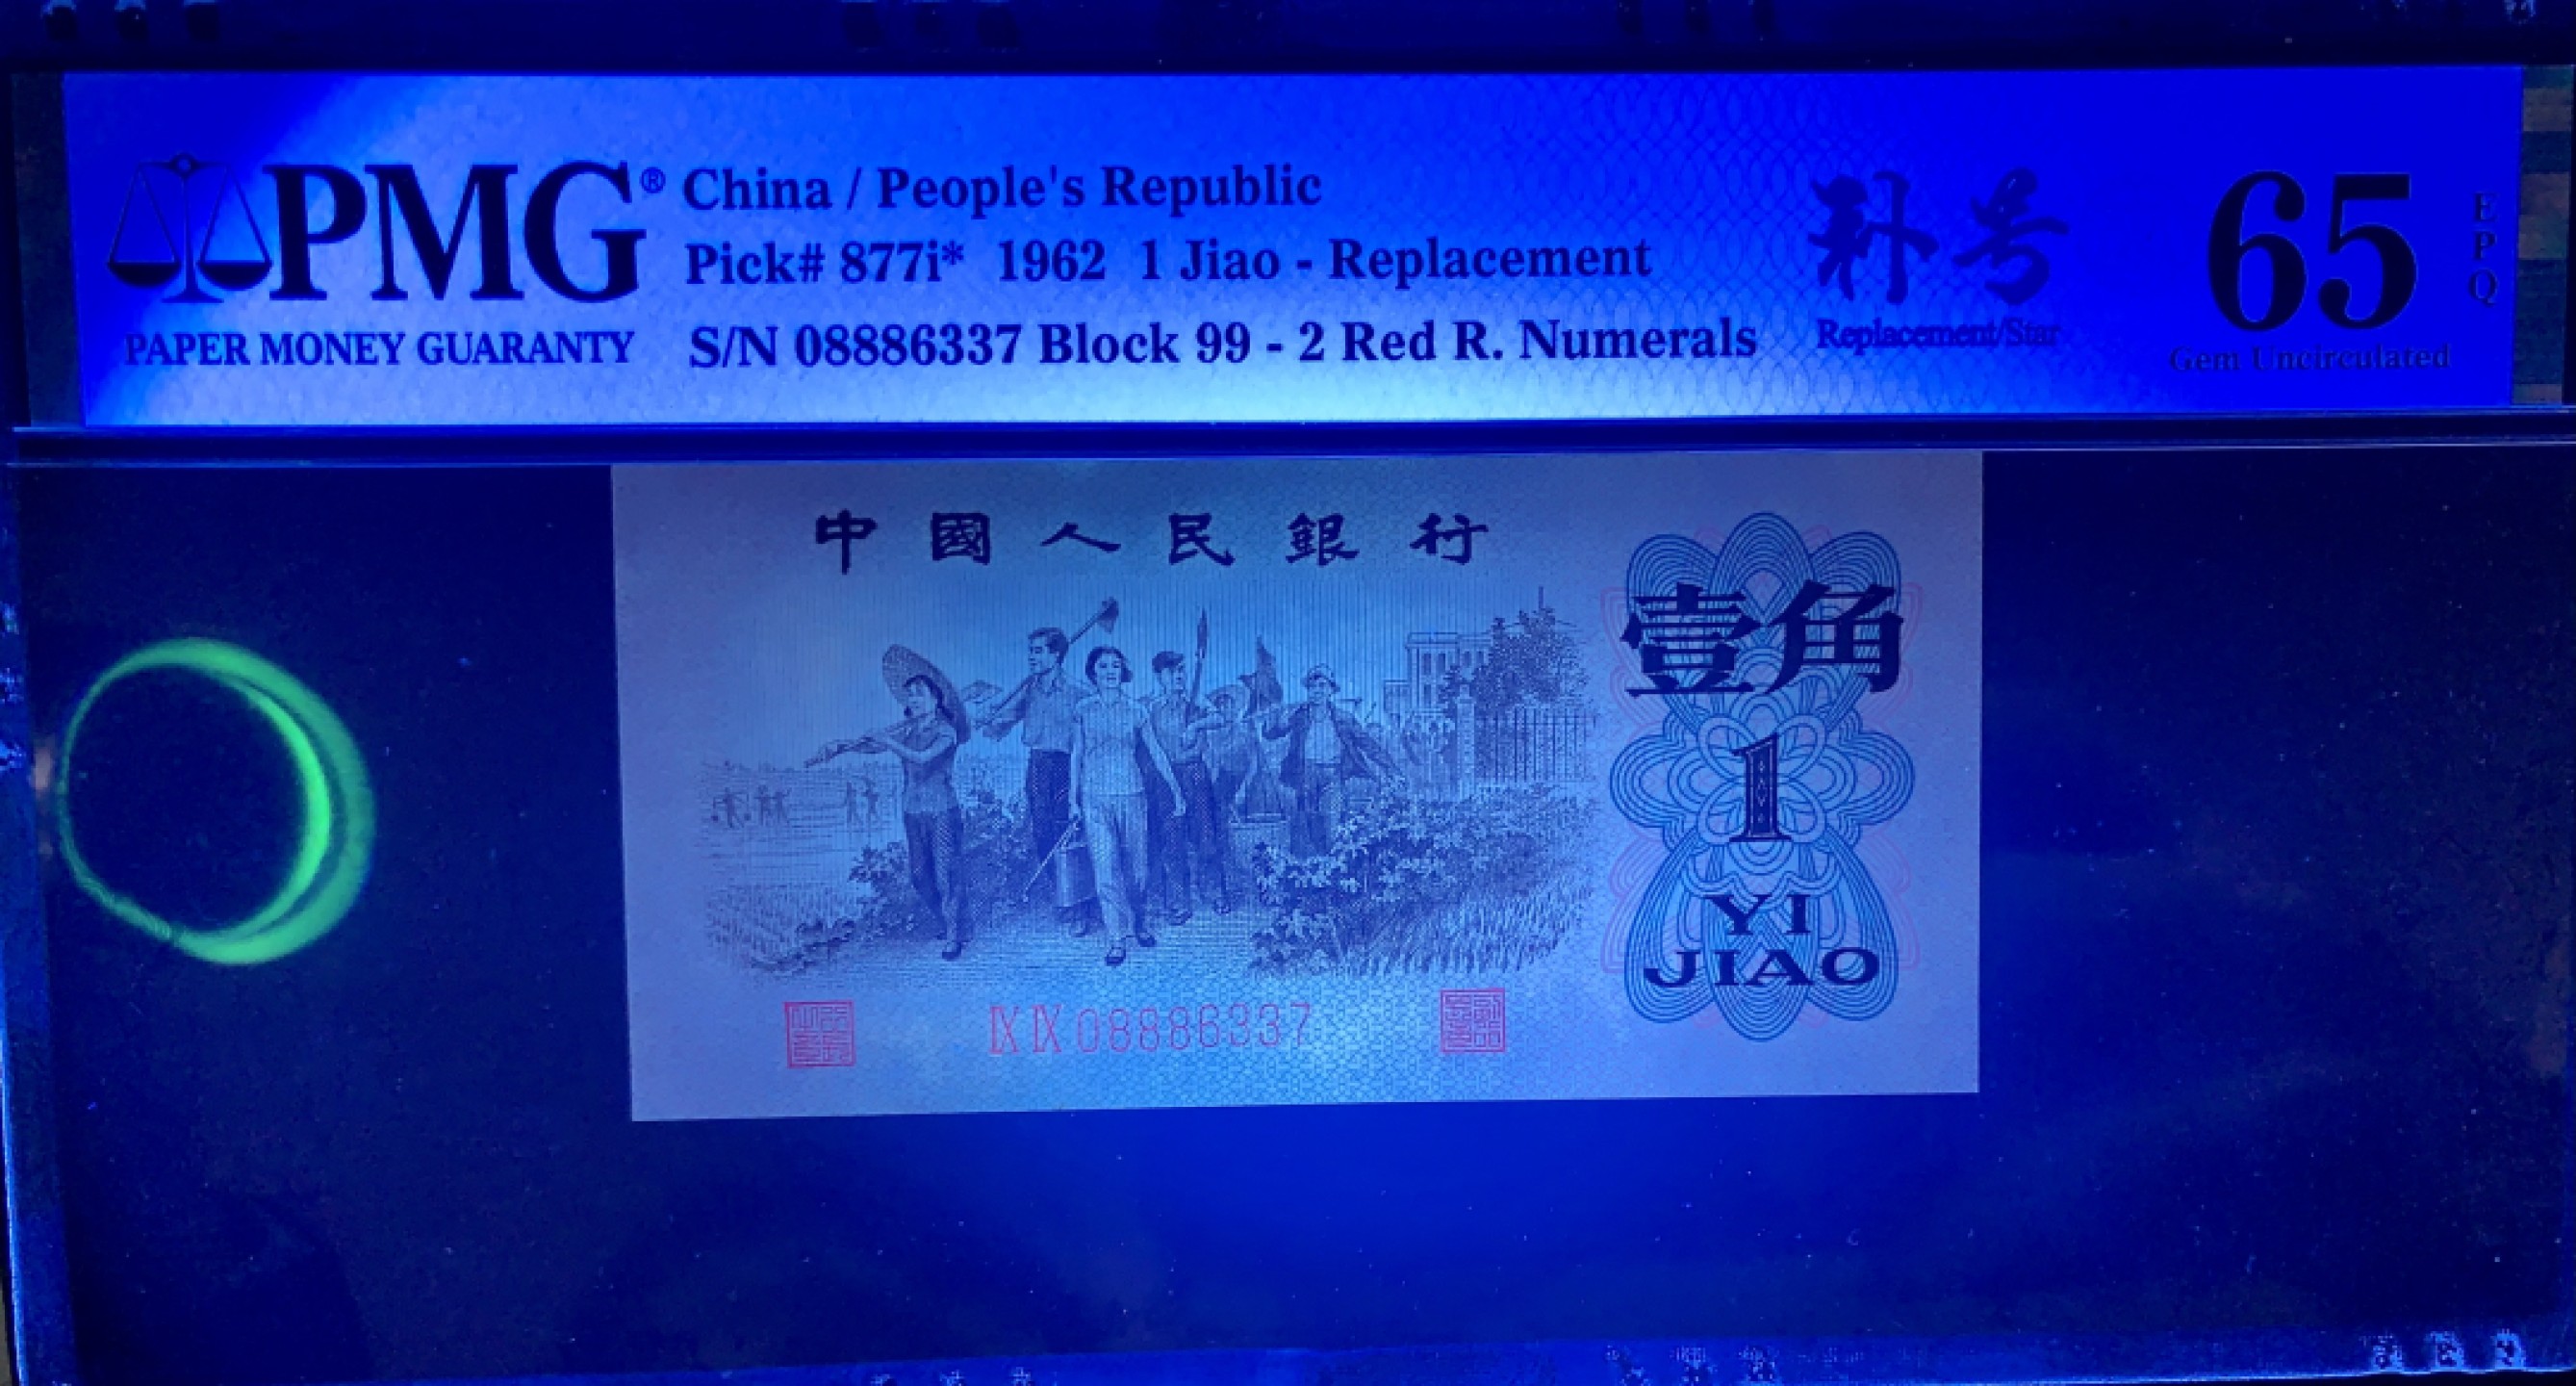 PMG®
PAPER MONEY GUARANTY
China / People's Republic
Pick# 877i* 1962 1 Jiao - Replacement
S/N 08886337 Block 99 - 2 Red R. Numerals
补号
Replacement/Star
65
EPQ
Gem Uncirculated
中國人民銀行
壹角
1
YI
JIAO
IX IX 08886337